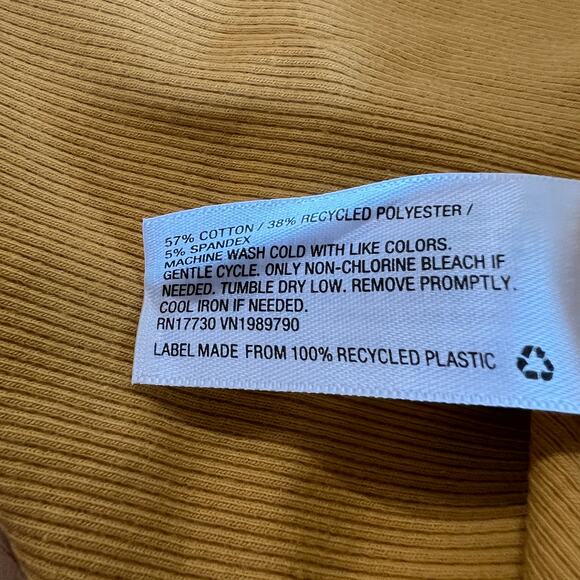 57% COTTON / 38% RECYCLED POLYESTER /
5% SPANDEX
MACHINE WASH COLD WITH LIKE COLORS.
GENTLE CYCLE. ONLY NON-CHLORINE BLEACH IF
NEEDED. TUMBLE DRY LOW. REMOVE PROMPTLY.
COOL IRON IF NEEDED.
RN17730 VN1989790
LABEL MADE FROM 100% RECYCLED PLASTIC